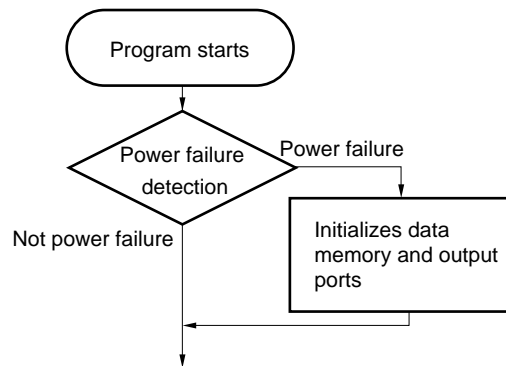 Program starts
Power failure
detection
Power failure
Not power failure
Initializes data
memory and output
ports